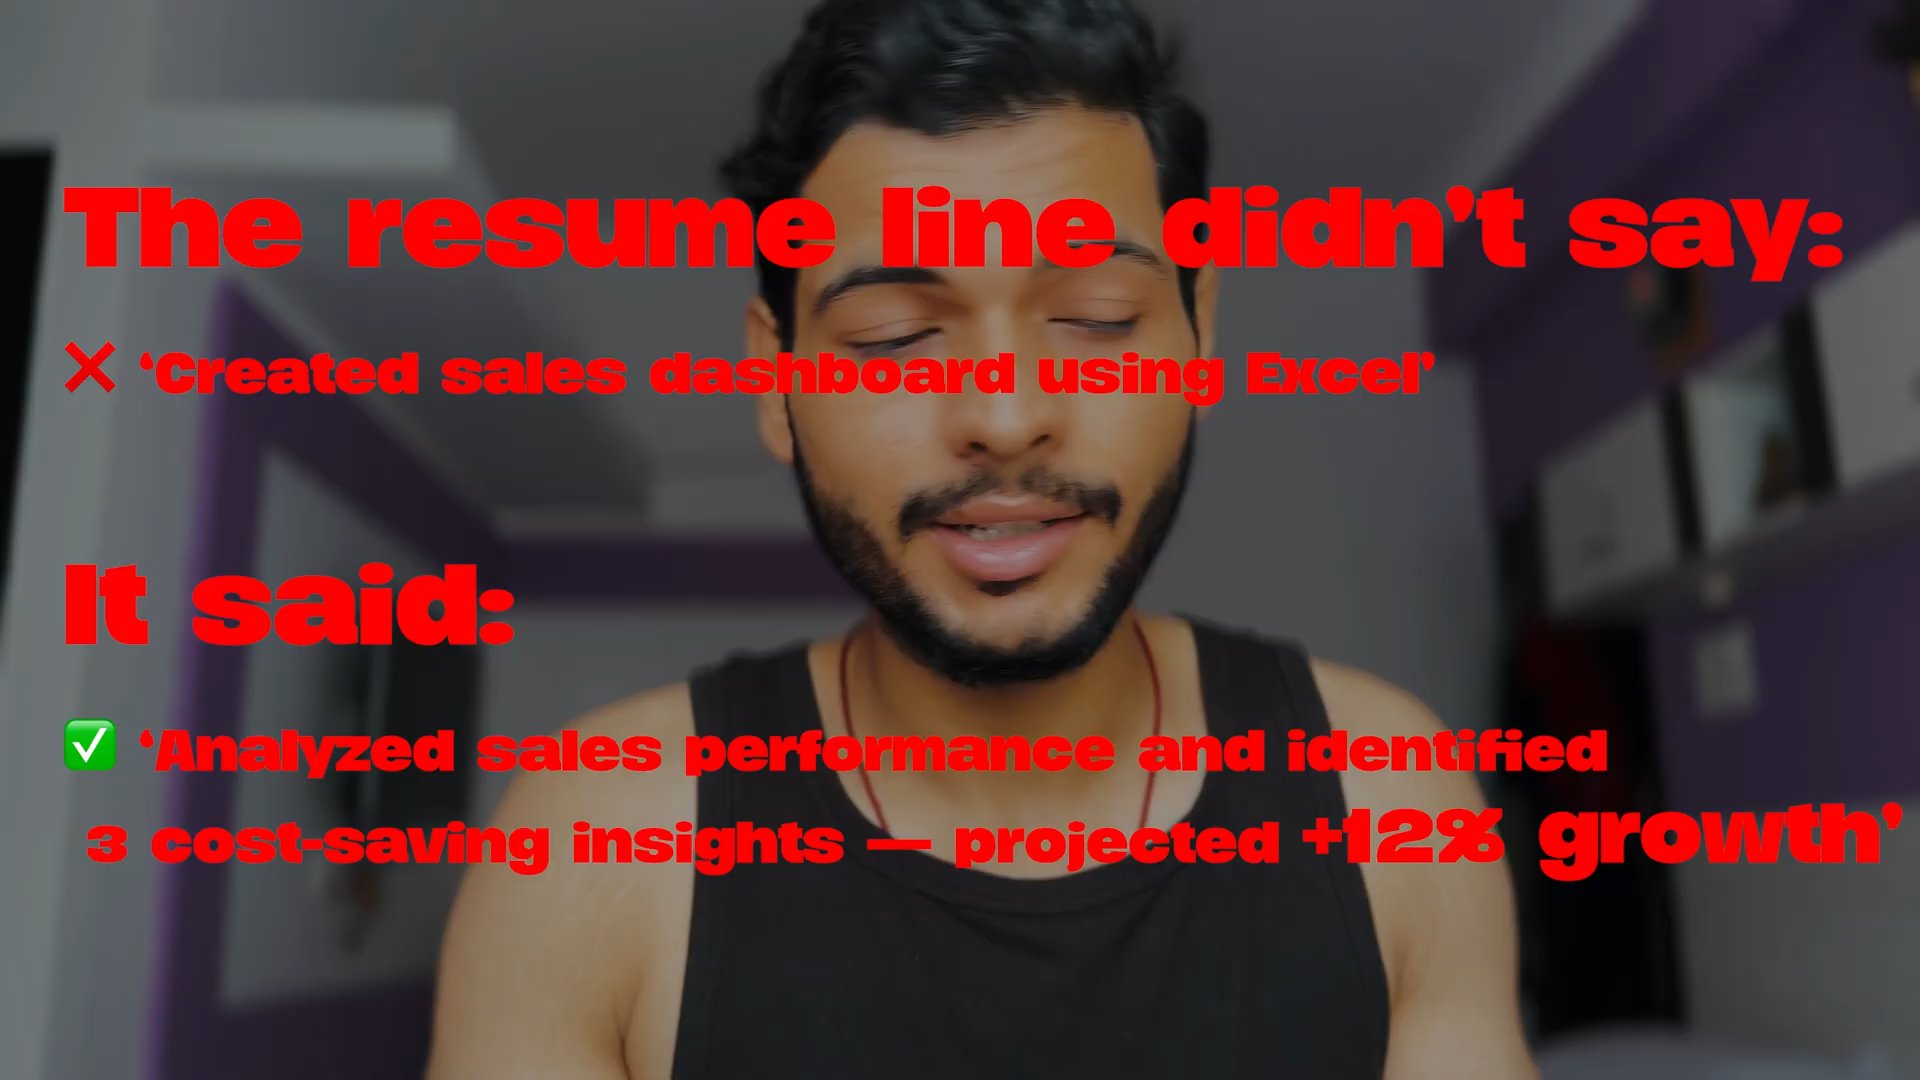 The resume line didn't say:
❌ ‘Created sales dashboard using Excel’
It said:
✅ ‘Analyzed sales performance and identified
3 cost-saving insights — projected +12% growth’